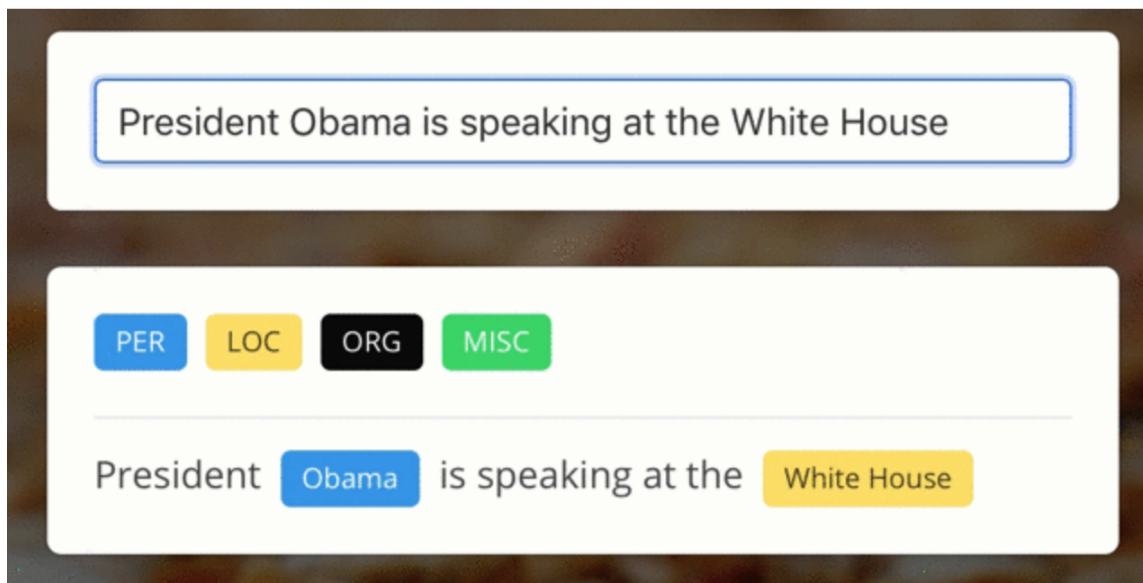 President Obama is speaking at the White House
PER LOC ORG MISC
President Obama is speaking at the White House